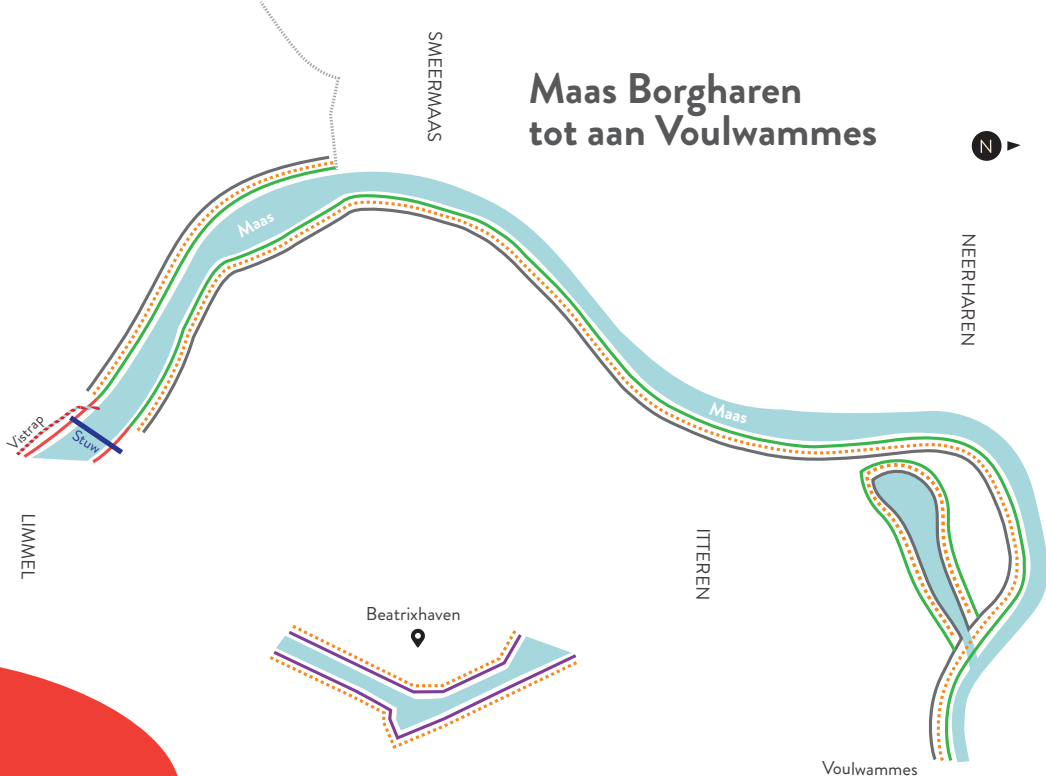 SMEERMAAS
Maas Borgharen
tot aan Voulwammes
N
Maas
NEERHAREN
Maas
Vistrap
Stuw
LIMMEL
ITTEREN
Beatrixhaven
Voulwammes